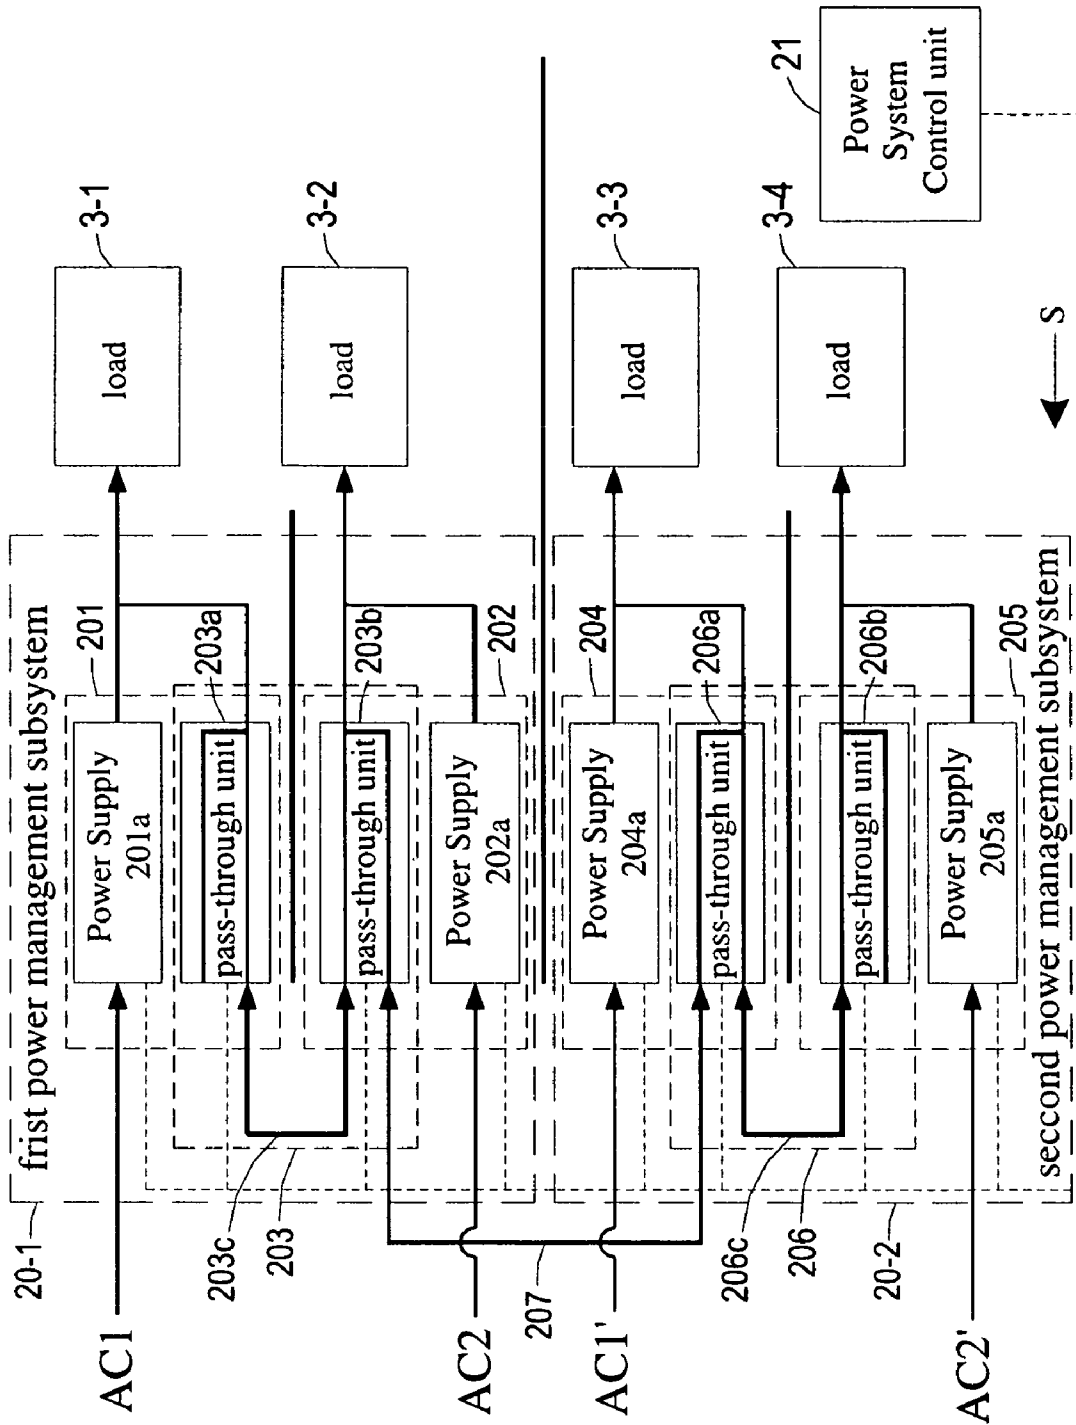 frist power management subsystem
20-1
AC1
Power Supply
201a
201
3-1
load
203a
pass-through unit
203c
203
203b
pass-through unit
3-2
load
AC2
Power Supply
202a
202
207
AC1'
Power Supply
204a
204
3-3
load
206a
pass-through unit
206c
206
206b
pass-through unit
3-4
load
20-2
AC2'
Power Supply
205a
205
seccond power management subsystem
21
Power
System
Control unit
S